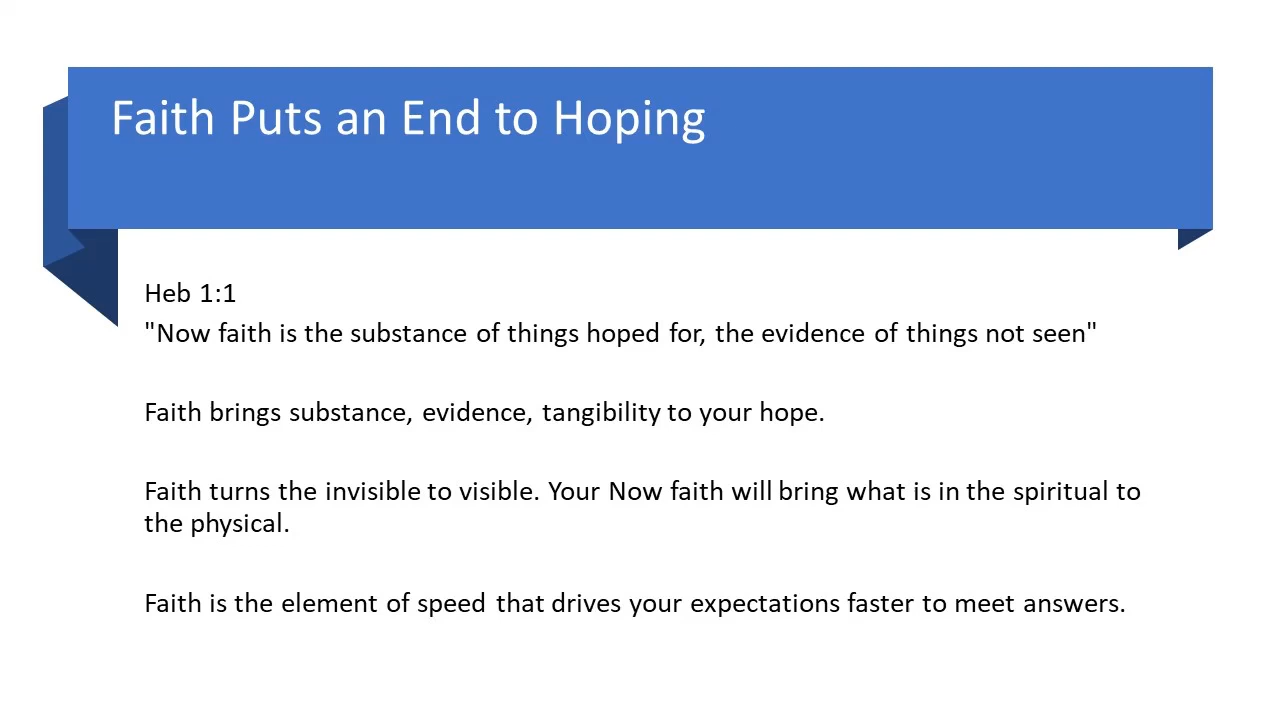 Faith Puts an End to Hoping
Heb 1:1
"Now faith is the substance of things hoped for, the evidence of things not seen"
Faith brings substance, evidence, tangibility to your hope.
Faith turns the invisible to visible. Your Now faith will bring what is in the spiritual to
the physical.
Faith is the element of speed that drives your expectations faster to meet answers.